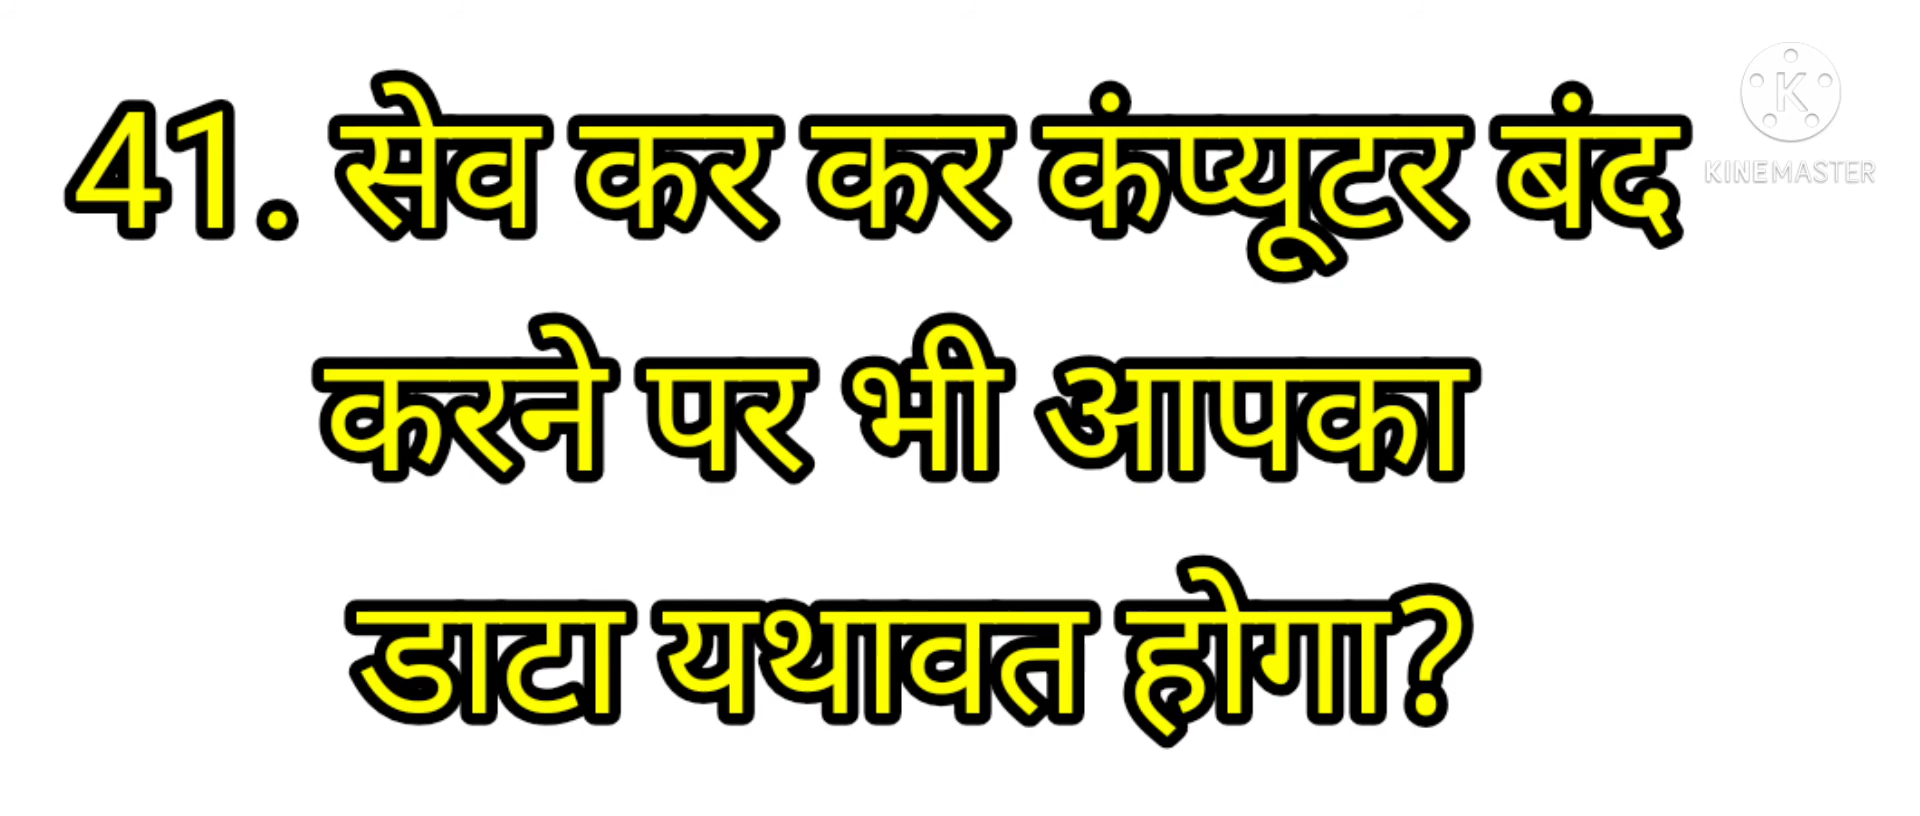 41. सेव कर कर कंप्यूटर बंद
करने पर भी आपका
डाटा यथावत होगा?
K
KINEMASTER